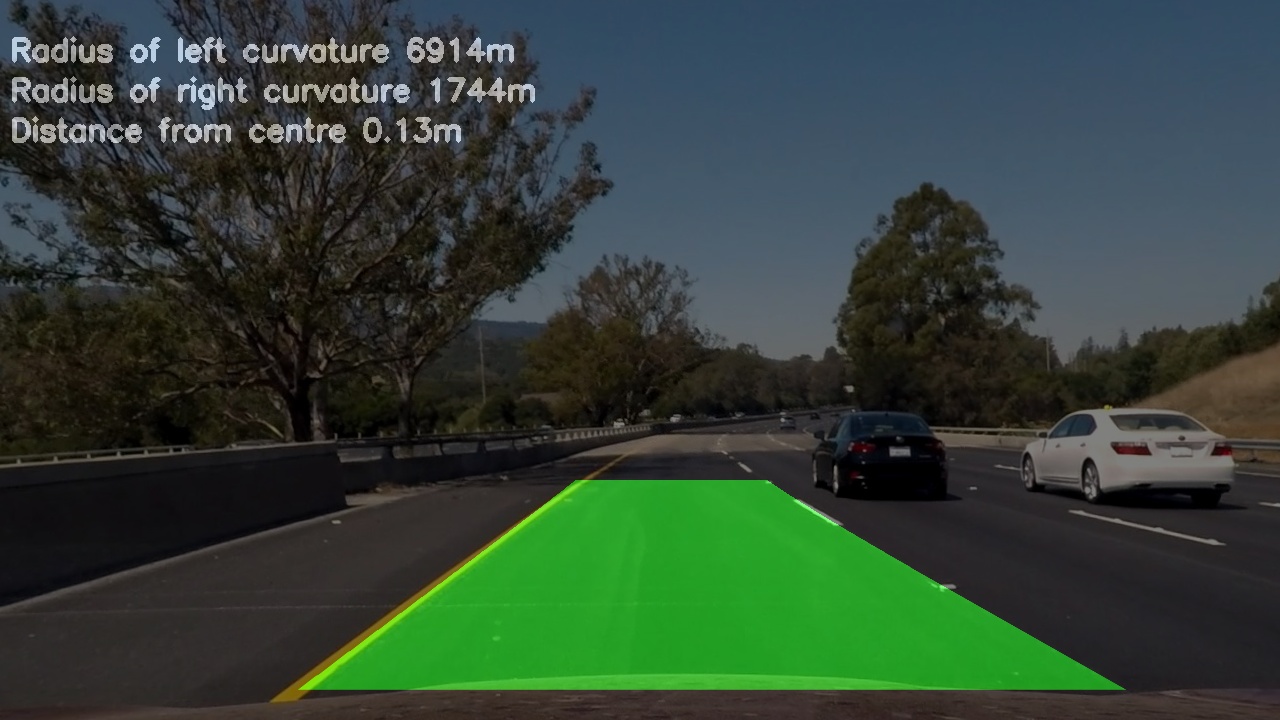 Radius of left curvature 6914m
Radius of right curvature 1744m
Distance from centre 0.13m